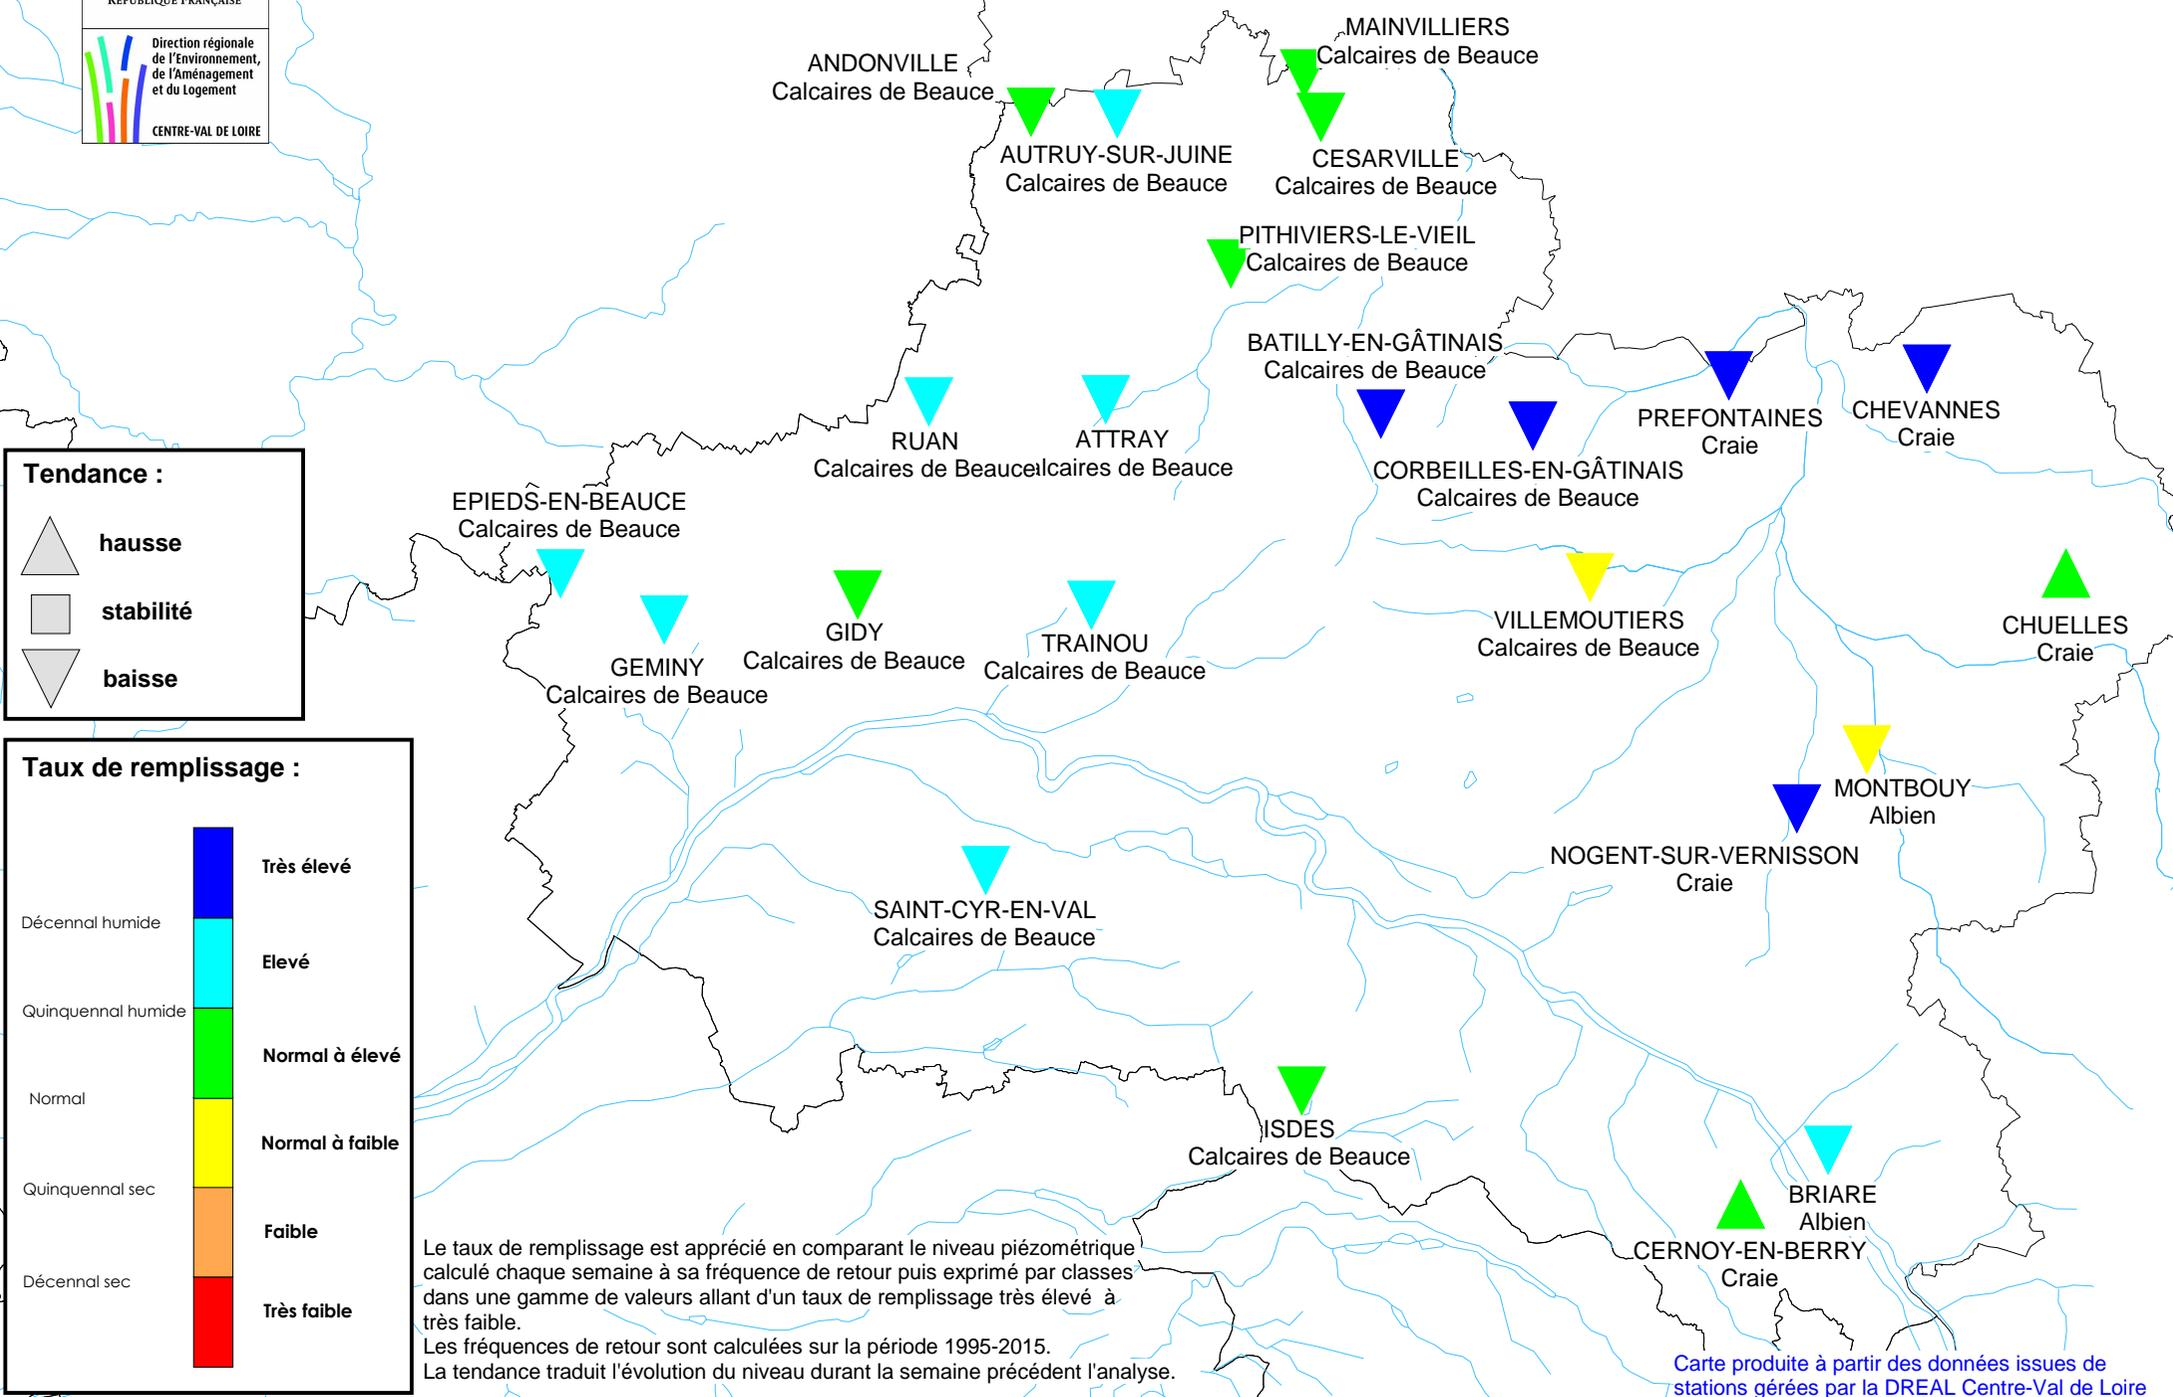 RÉPUBLIQUE FRANÇAISE
Direction régionale
de l'Environnement,
de l'Aménagement
et du Logement
CENTRE-VAL DE LOIRE
MAINVILLIERS
Calcaires de Beauce
ANDONVILLE
Calcaires de Beauce
AUTRUY-SUR-JUINE
Calcaires de Beauce
CESARVILLE
Calcaires de Beauce
PITHIVIERS-LE-VIEIL
Calcaires de Beauce
BATILLY-EN-GÂTINAIS
Calcaires de Beauce
PREFONTAINES
Craie
CHEVANNES
Craie
RUAN
Calcaires de Beauce
ATTRAY
lcaires de Beauce
CORBEILLES-EN-GÂTINAIS
Calcaires de Beauce
EPIEDS-EN-BEAUCE
Calcaires de Beauce
GEMINY
Calcaires de Beauce
GIDY
Calcaires de Beauce
TRAINOU
Calcaires de Beauce
VILLEMOUTIERS
Calcaires de Beauce
CHUELLES
Craie
MONTBOUY
Albien
NOGENT-SUR-VERNISSON
Craie
SAINT-CYR-EN-VAL
Calcaires de Beauce
ISDES
Calcaires de Beauce
BRIARE
Albien
CERNOY-EN-BERRY
Craie
Tendance :
hausse
stabilité
baisse
Taux de remplissage :
Très élevé
Décennal humide
Elevé
Quinquennal humide
Normal à élevé
Normal
Normal à faible
Quinquennal sec
Faible
Décennal sec
Très faible
Le taux de remplissage est apprécié en comparant le niveau piézométrique
calculé chaque semaine à sa fréquence de retour puis exprimé par classes
dans une gamme de valeurs allant d'un taux de remplissage très élevé à
très faible.
Les fréquences de retour sont calculées sur la période 1995-2015.
La tendance traduit l'évolution du niveau durant la semaine précédent l'analyse.
Carte produite à partir des données issues de
stations gérées par la DREAL Centre-Val de Loire